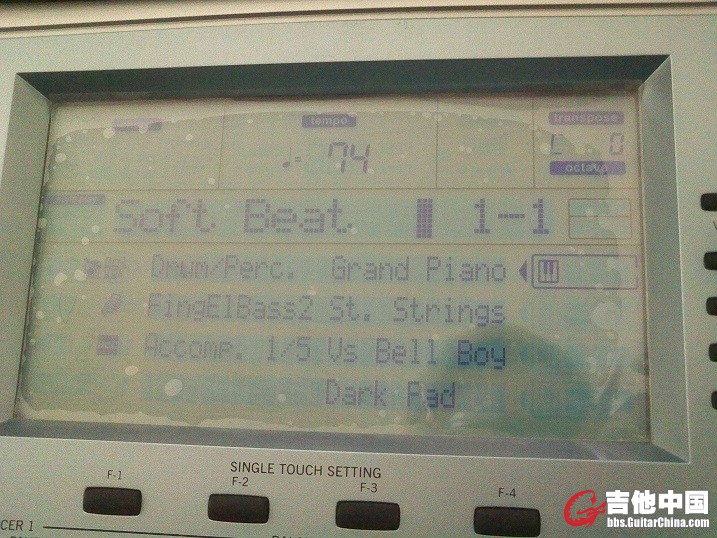 tempo
transpose
♩= 74
0
octave
Soft Beat 1-1
Drum/Perc. Grand Piano
FingElBass2 St. Strings
Accomp. 1/5 Vs Bell Boy
Dark Pad
SINGLE TOUCH SETTING
F-1 F-2 F-3 F-4
CER 1
吉他中国
bbs.GuitarChina.com